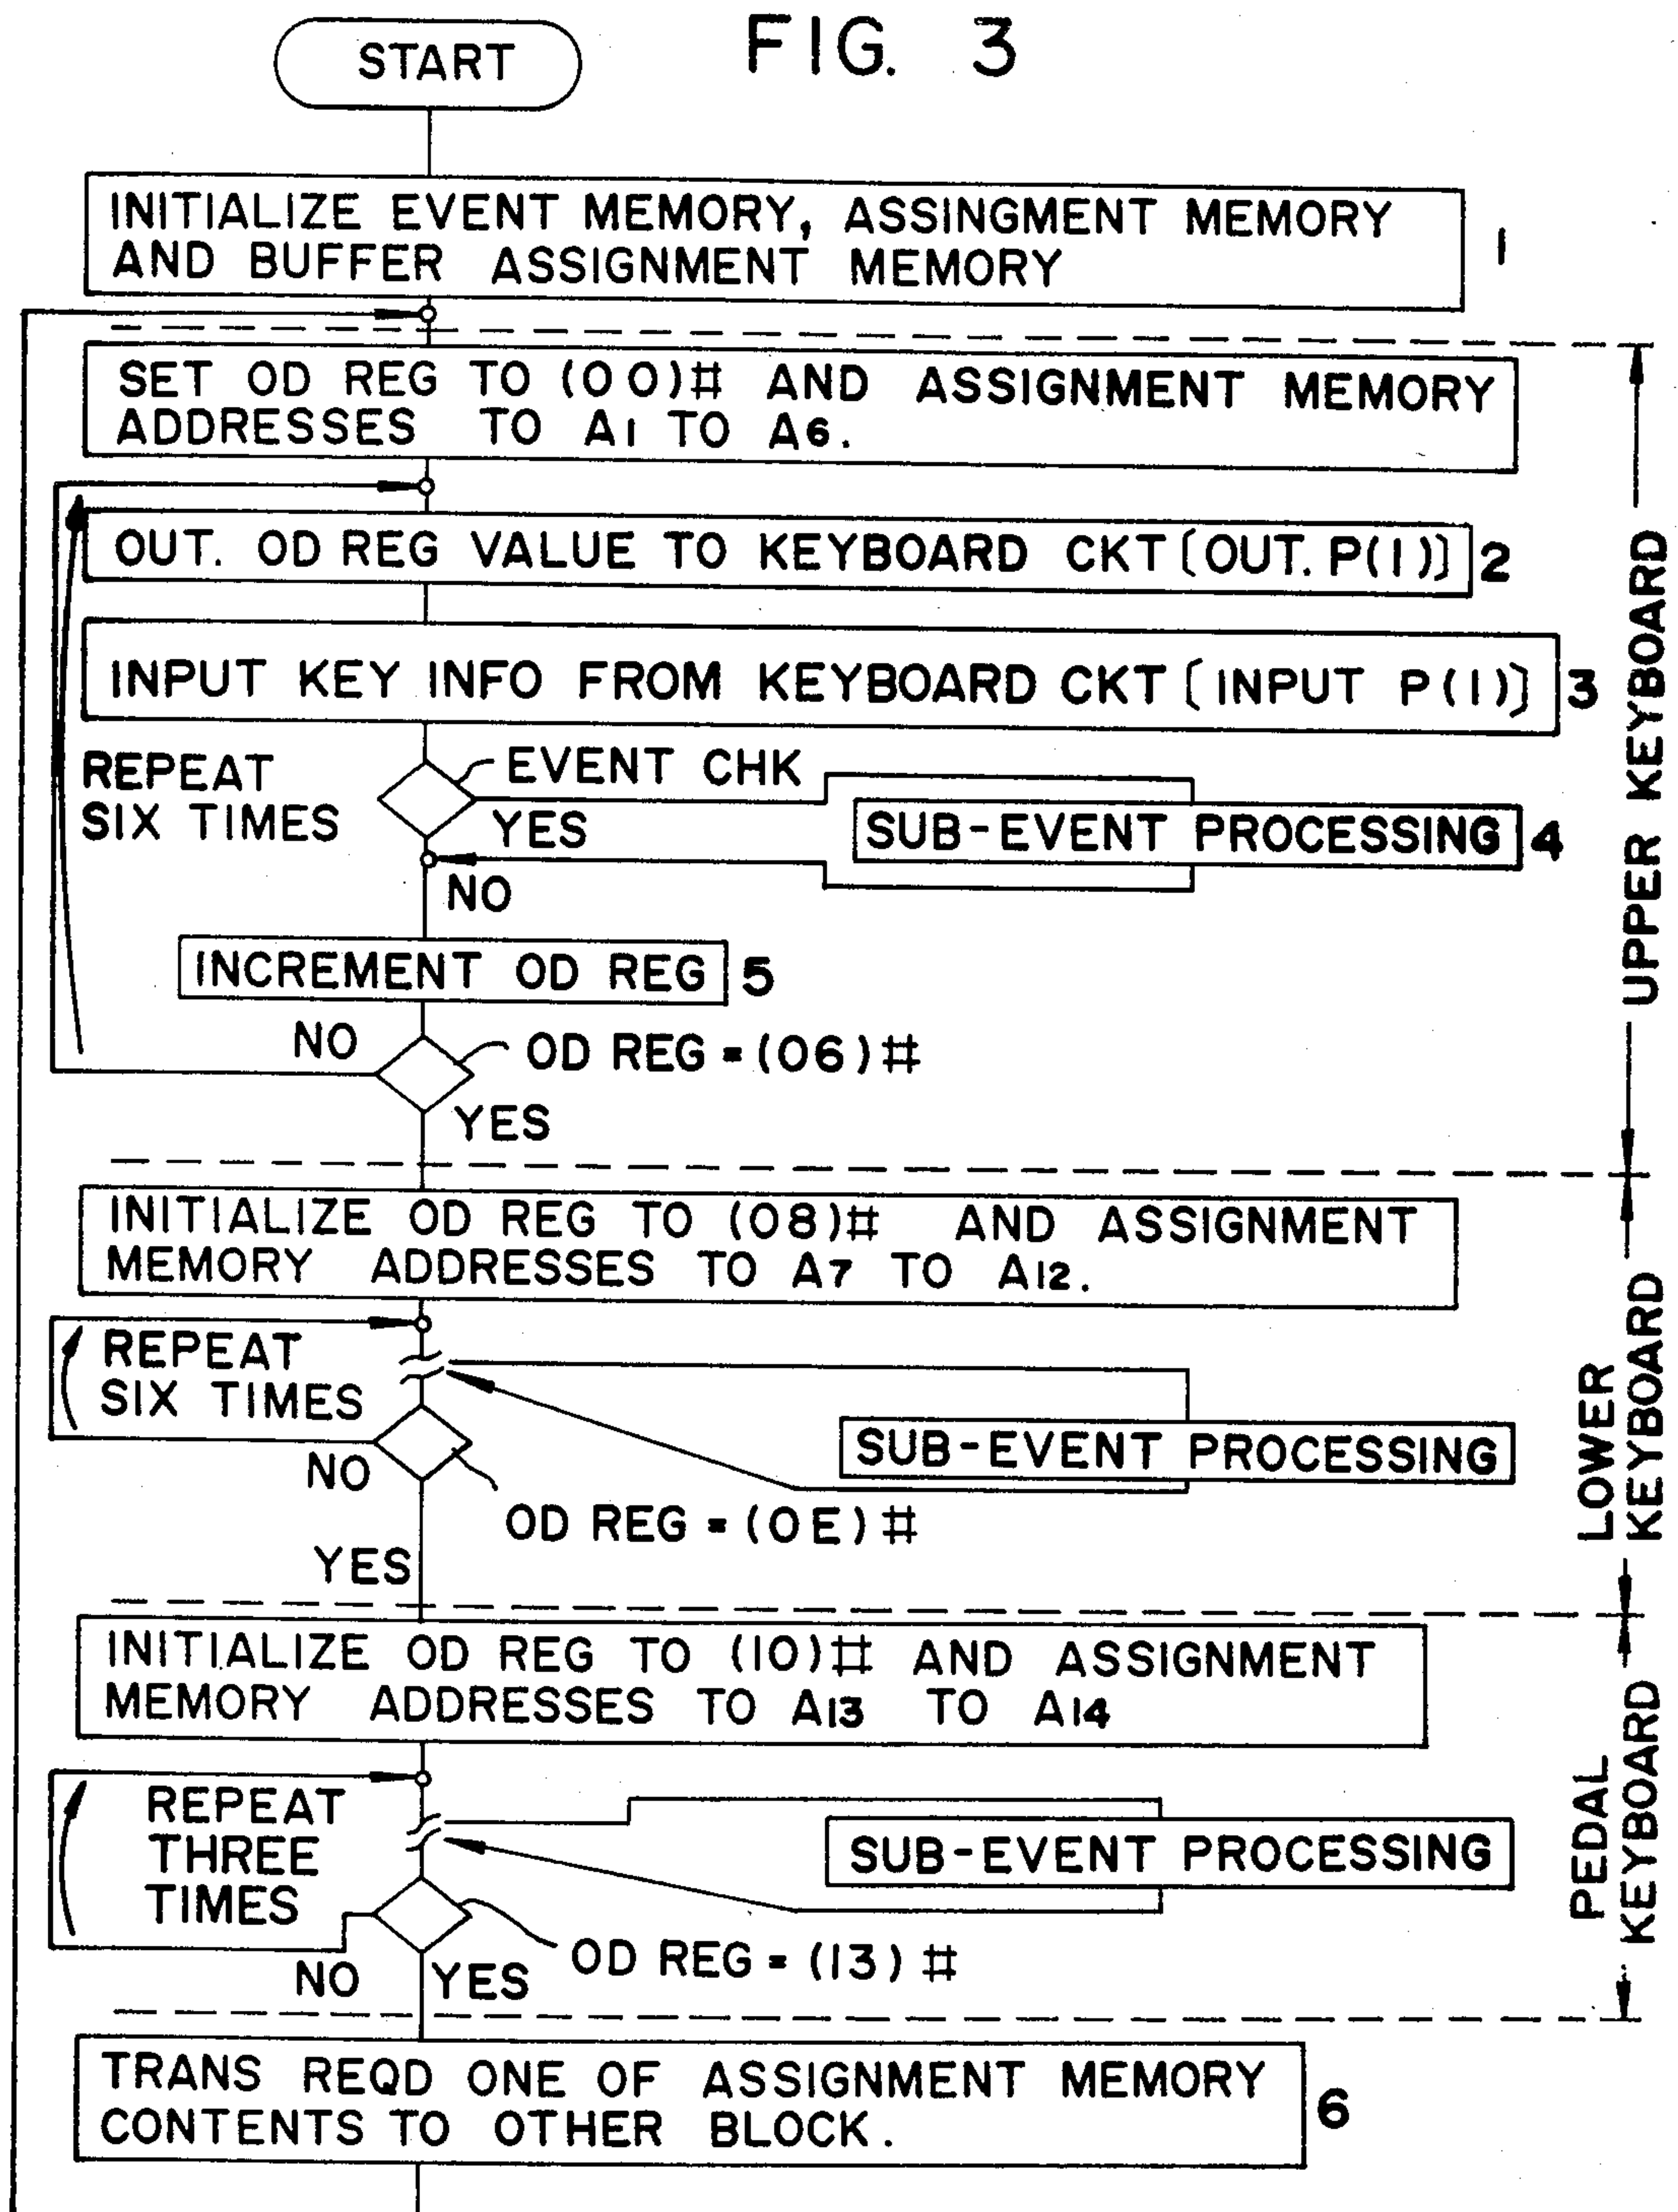 FIG. 3
START
INITIALIZE EVENT MEMORY, ASSINGMENT MEMORY
AND BUFFER ASSIGNMENT MEMORY
1
SET OD REG TO (00)# AND ASSIGNMENT MEMORY
ADDRESSES TO A1 TO A6.
OUT. OD REG VALUE TO KEYBOARD CKT [OUT. P(1)]
2
INPUT KEY INFO FROM KEYBOARD CKT [INPUT P(1)]
3
REPEAT
SIX TIMES
EVENT CHK
YES
SUB-EVENT PROCESSING
4
NO
INCREMENT OD REG
5
NO
OD REG = (06)#
YES
UPPER KEYBOARD
INITIALIZE OD REG TO (08)# AND ASSIGNMENT
MEMORY ADDRESSES TO A7 TO A12.
REPEAT
SIX TIMES
SUB-EVENT PROCESSING
NO
OD REG = (0E)#
YES
LOWER
KEYBOARD
INITIALIZE OD REG TO (10)# AND ASSIGNMENT
MEMORY ADDRESSES TO A13 TO A14
REPEAT
THREE
TIMES
SUB-EVENT PROCESSING
OD REG = (13)#
NO
YES
PEDAL
KEYBOARD
TRANS REQD ONE OF ASSIGNMENT MEMORY
CONTENTS TO OTHER BLOCK.
6